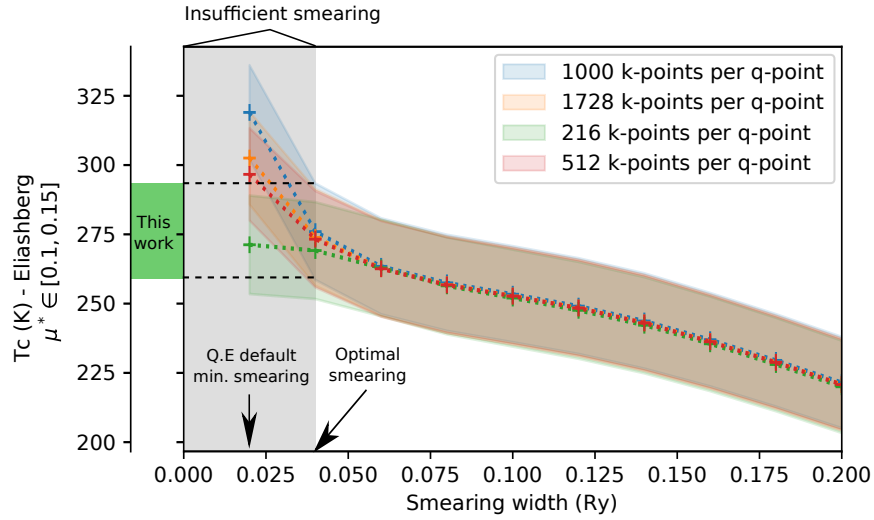 Insufficient smearing
1000 k-points per q-point
1728 k-points per q-point
216 k-points per q-point
512 k-points per q-point
325
300
275
250
225
200
Tc (K) - Eliashberg
μ* ∈ [0.1, 0.15]
This
work
Q.E default
min. smearing
Optimal
smearing
0.000
0.025
0.050
0.075
0.100
0.125
0.150
0.175
0.200
Smearing width (Ry)